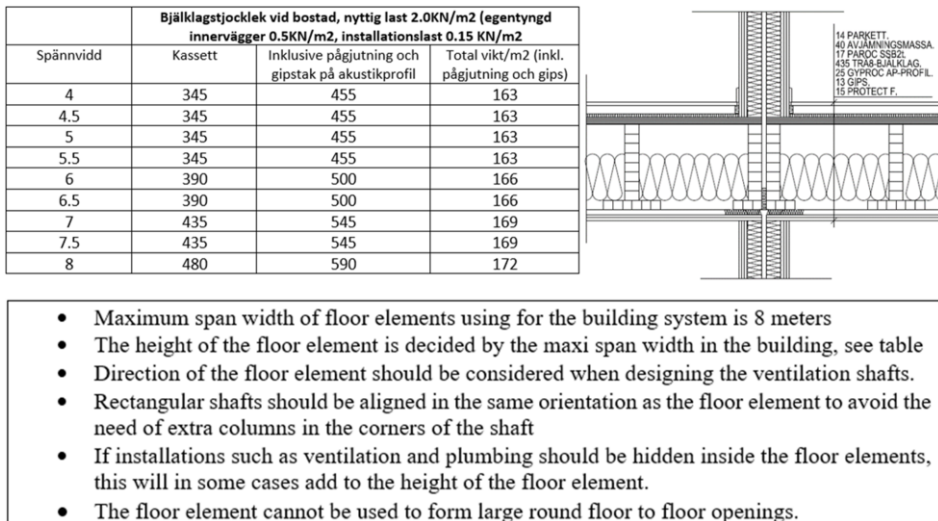 Bjälklagstjocklek vid bostad, nyttig last 2.0KN/m2 (egentyngd
innervägger 0.5KN/m2, installationslast 0.15 KN/m2
Spännvidd Kassett Inklusive pågjutning och Total vikt/m2 (inkl.
gipstak på akustikprofil pågjutning och gips)
4 345 455 163
4.5 345 455 163
5 345 455 163
5.5 345 455 163
6 390 500 166
6.5 390 500 166
7 435 545 169
7.5 435 545 169
8 480 590 172
14 PARKETT.
40 AVJÄMNINGSMASSA.
17 PAROC SSB2t.
435 TRÄ8-BJÄLKLAG.
25 GYPROC AP-PROFIL.
13 GIPS.
15 PROTECT F.
• Maximum span width of floor elements using for the building system is 8 meters
• The height of the floor element is decided by the maxi span width in the building, see table
• Direction of the floor element should be considered when designing the ventilation shafts.
• Rectangular shafts should be aligned in the same orientation as the floor element to avoid the
need of extra columns in the corners of the shaft
• If installations such as ventilation and plumbing should be hidden inside the floor elements,
this will in some cases add to the height of the floor element.
• The floor element cannot be used to form large round floor to floor openings.